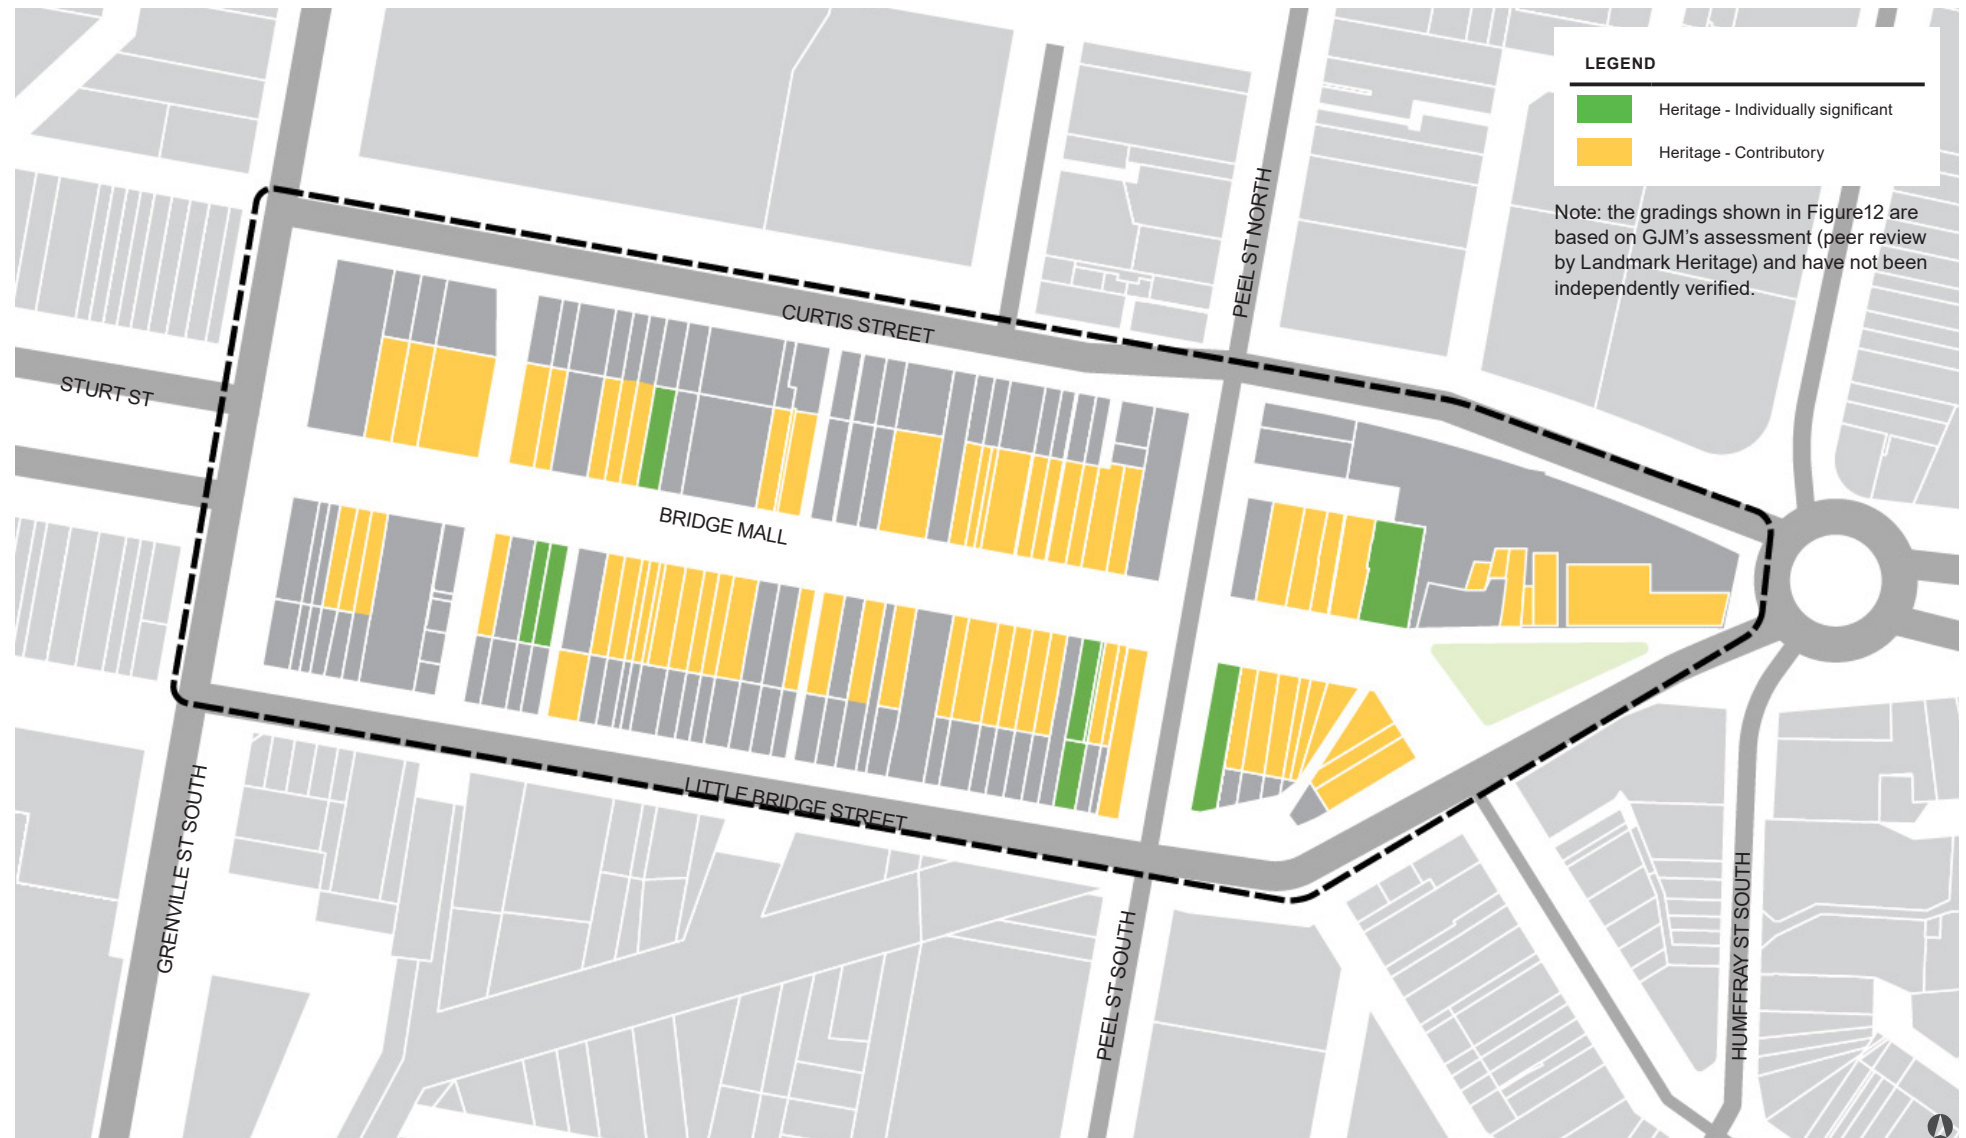 LEGEND
Heritage - Individually significant
Heritage - Contributory
Note: the gradings shown in Figure12 are
based on GJM's assessment (peer review
by Landmark Heritage) and have not been
independently verified.
PEEL ST NORTH
CURTIS STREET
STURT ST
BRIDGE MALL
LITTLE BRIDGE STREET
GRENVILLE ST SOUTH
PEEL ST SOUTH
HUMFFRAY ST SOUTH